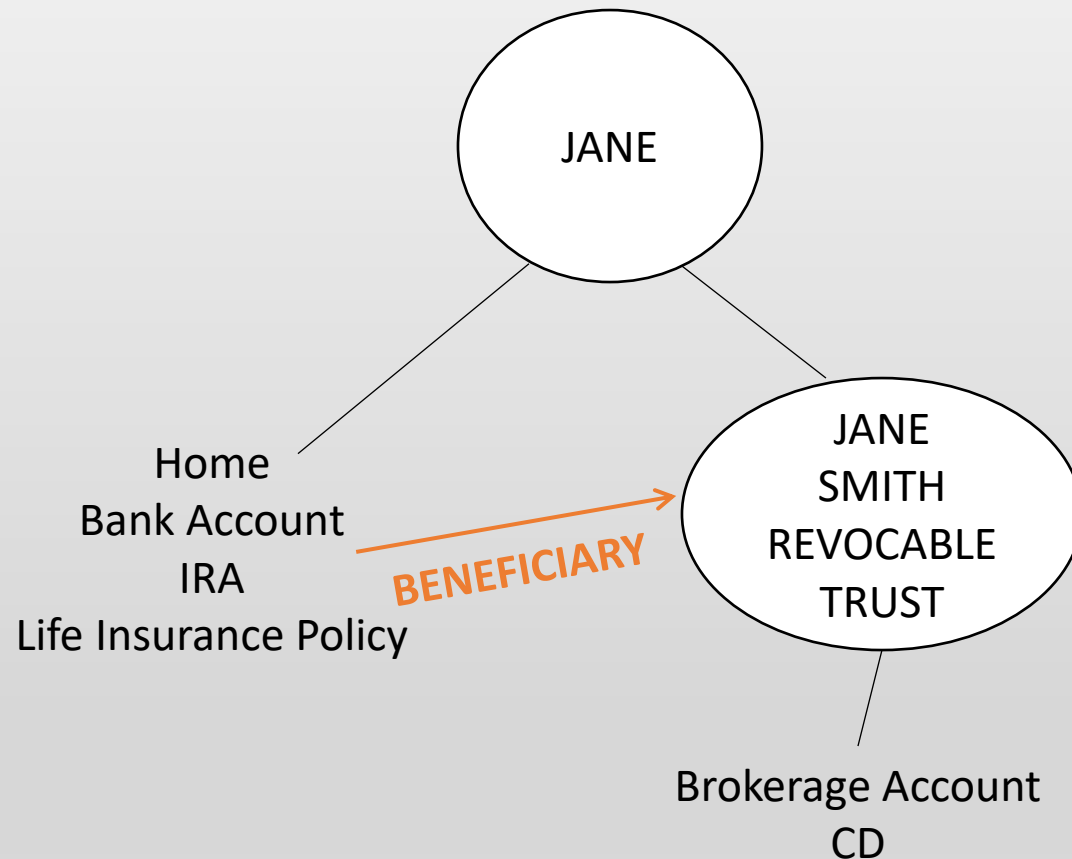 JANE
Home
Bank Account
IRA
Life Insurance Policy
BENEFICIARY
JANE
SMITH
REVOCABLE
TRUST
Brokerage Account
CD